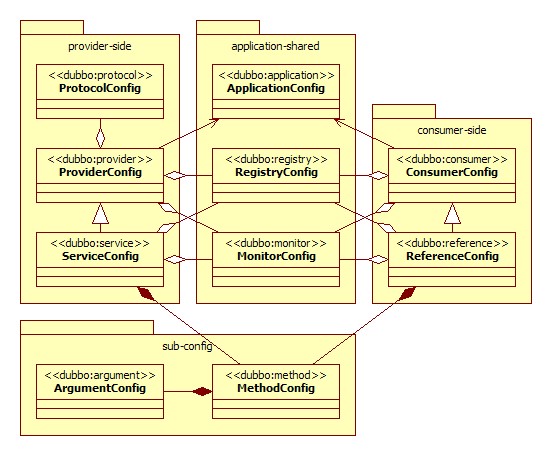 provider-side
application-shared
<<dubbo:protocol>>
ProtocolConfig
<<dubbo:application>>
ApplicationConfig
consumer-side
<<dubbo:provider>>
ProviderConfig
<<dubbo:registry>>
RegistryConfig
<<dubbo:consumer>>
ConsumerConfig
<<dubbo:service>>
ServiceConfig
<<dubbo:monitor>>
MonitorConfig
<<dubbo:reference>>
ReferenceConfig
sub-config
<<dubbo:argument>>
ArgumentConfig
<<dubbo:method>>
MethodConfig